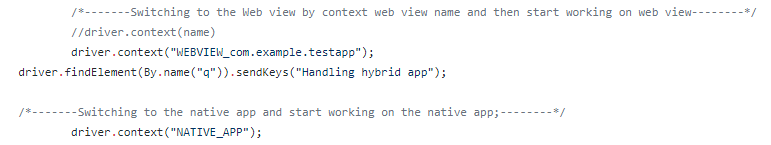 /*-------Switching to the Web view by context web view name and then start working on web view--------*/
//driver.context(name)
driver.context("WEBVIEW_com.example.testapp");
driver.findElement(By.name("q")).sendKeys("Handling hybrid app");
/*-------Switching to the native app and start working on the native app;--------*/
driver.context("NATIVE_APP");